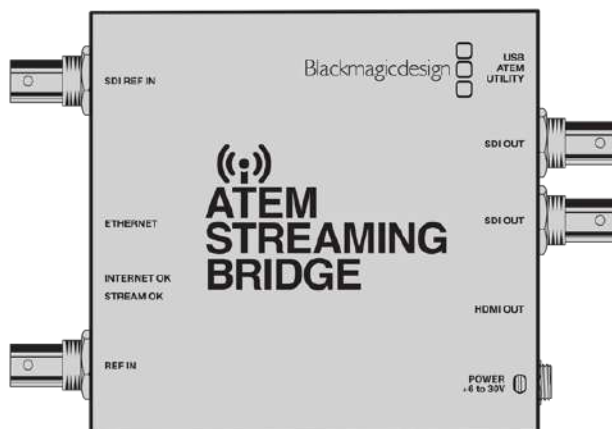 Blackmagicdesign
USB
ATEM
UTILITY
SDI REF IN
SDI OUT
ATEM
STREAMING
BRIDGE
SDI OUT
ETHERNET
INTERNET OK
STREAM OK
HDMI OUT
REF IN
POWER
+6 to 30V